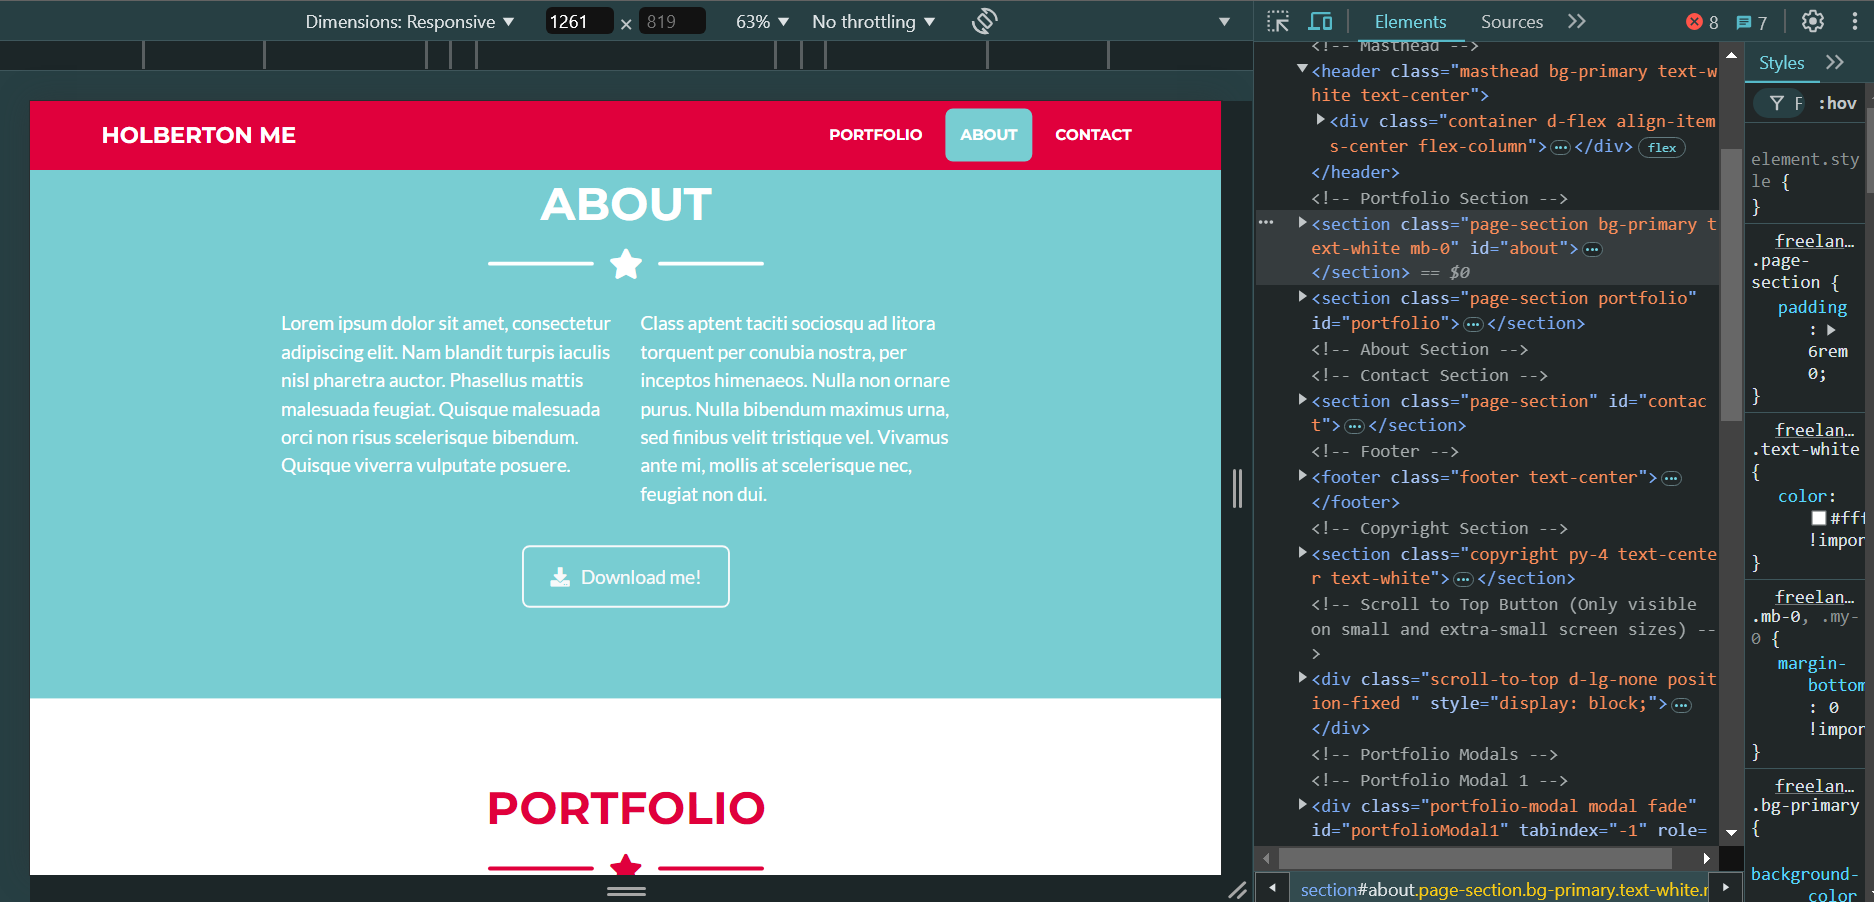 Dimensions: Responsive ▼ 1261 × 819 63% ▼ No throttling ▼
HOLBERTON ME
PORTFOLIO ABOUT CONTACT
ABOUT
Lorem ipsum dolor sit amet, consectetur
adipiscing elit. Nam blandit turpis iaculis
nisl pharetra auctor. Phasellus mattis
malesuada feugiat. Quisque malesuada
orci non risus scelerisque bibendum.
Quisque viverra vulputate posuere.
Class aptent taciti sociosqu ad litora
torquent per conubia nostra, per
inceptos himenaeos. Nulla non ornare
purus. Nulla bibendum maximus urna,
sed finibus velit tristique vel. Vivamus
ante mi, mollis at scelerisque nec,
feugiat non dui.
Download me!
PORTFOLIO
Elements Sources 8 7
<!-- Masthead -->
<header class="masthead bg-primary text-w
hite text-center">
<div class="container d-flex align-item
s-center flex-column">…</div> flex
</header>
<!-- Portfolio Section -->
<section class="page-section bg-primary t
ext-white mb-0" id="about">…
</section> == $0
<section class="page-section portfolio"
id="portfolio">…</section>
<!-- About Section -->
<!-- Contact Section -->
<section class="page-section" id="contac
t">…</section>
<!-- Footer -->
<footer class="footer text-center">…
</footer>
<!-- Copyright Section -->
<section class="copyright py-4 text-cente
r text-white">…</section>
<!-- Scroll to Top Button (Only visible
on small and extra-small screen sizes) --
>
<div class="scroll-to-top d-lg-none posit
ion-fixed " style="display: block;">…
</div>
<!-- Portfolio Modals -->
<!-- Portfolio Modal 1 -->
<div class="portfolio-modal modal fade"
id="portfolioModal1" tabindex="-1" role=
section#about.page-section.bg-primary.text-white.
Styles
F :hov
element.sty
le {
}
freelan…
.page-
section {
padding
: ▶
6rem
0;
}
freelan…
.text-white
{
color:
#fff
!impor
}
freelan…
.mb-0, .my-
0 {
margin-
bottom
: 0
!impor
}
freelan…
.bg-primary
{
background-
color